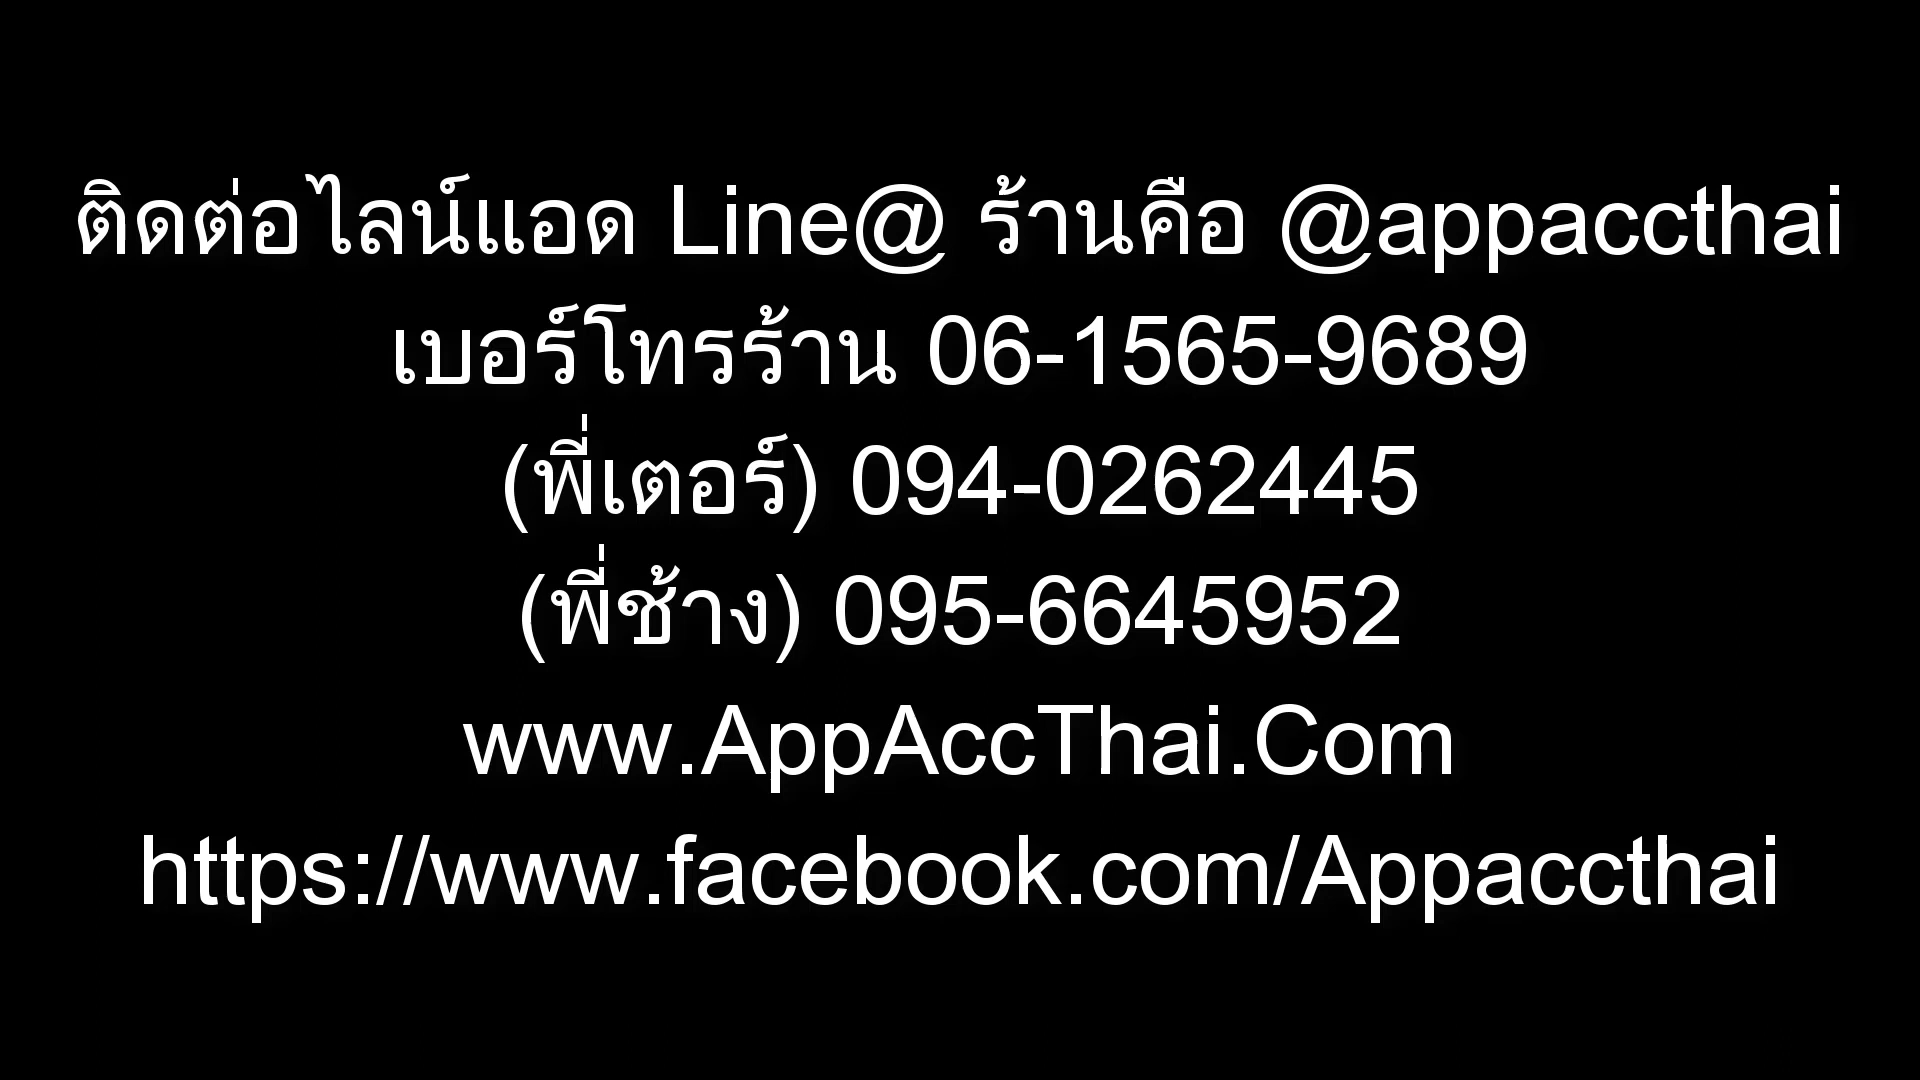 ติดต่อไลน์แอด Line@ ร้านคือ @appaccthai
เบอร์โทรร้าน 06-1565-9689
(พี่เตอร์) 094-0262445
(พี่ช้าง) 095-6645952
www.AppAccThai.Com
https://www.facebook.com/Appaccthai